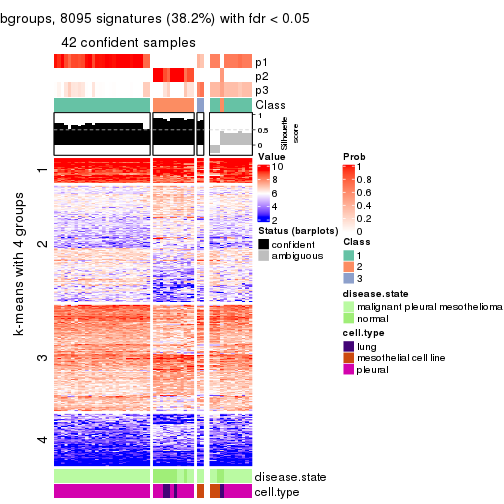 bgroups, 8095 signatures (38.2%) with fdr < 0.05
42 confident samples
p1
p2
p3
Class
1
0.5
0
Silhouette
score
k-means with 4 groups
1
2
3
4
disease.state
cell.type
Value
10
8
6
4
2
Status (barplots)
confident
ambiguous
Prob
1
0.8
0.6
0.4
0.2
0
Class
1
2
3
disease.state
malignant pleural mesothelioma
normal
cell.type
lung
mesothelial cell line
pleural